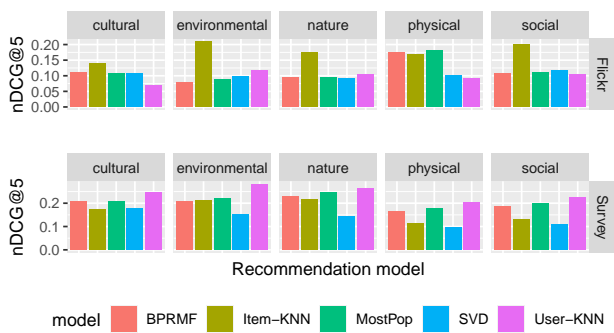 cultural environmental nature physical social
nDCG@5
0.20
0.15
0.10
0.05
0.00
Flickr
cultural environmental nature physical social
nDCG@5
0.2
0.1
0.0
Survey
Recommendation model
model BPRMF Item-KNN MostPop SVD User-KNN